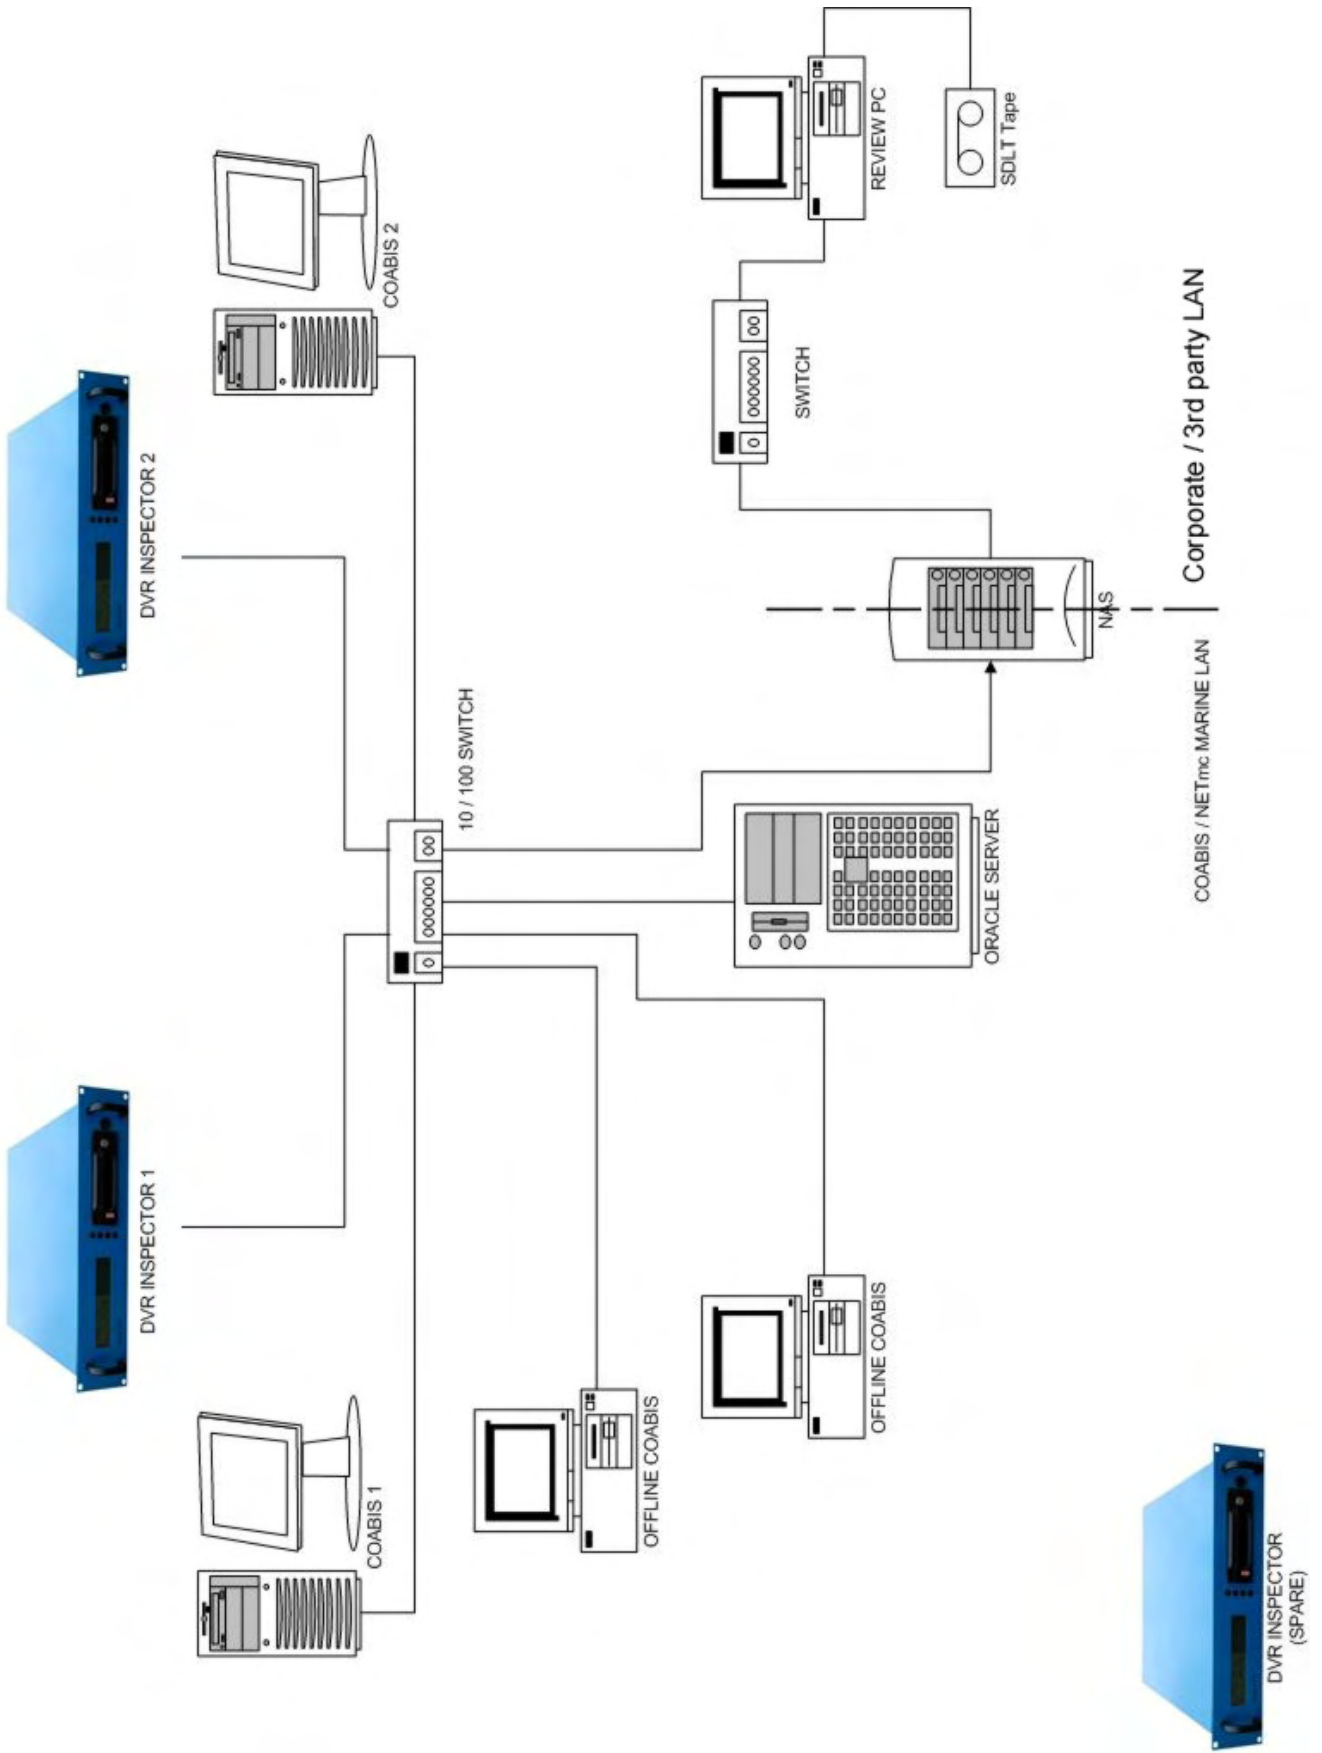 DVR INSPECTOR 1
DVR INSPECTOR 2
COABIS 1
COABIS 2
10 / 100 SWITCH
OFFLINE COABIS
OFFLINE COABIS
ORACLE SERVER
SWITCH
REVIEW PC
SDLT Tape
NAS
COABIS / NETmc MARINE LAN
Corporate / 3rd party LAN
DVR INSPECTOR
(SPARE)